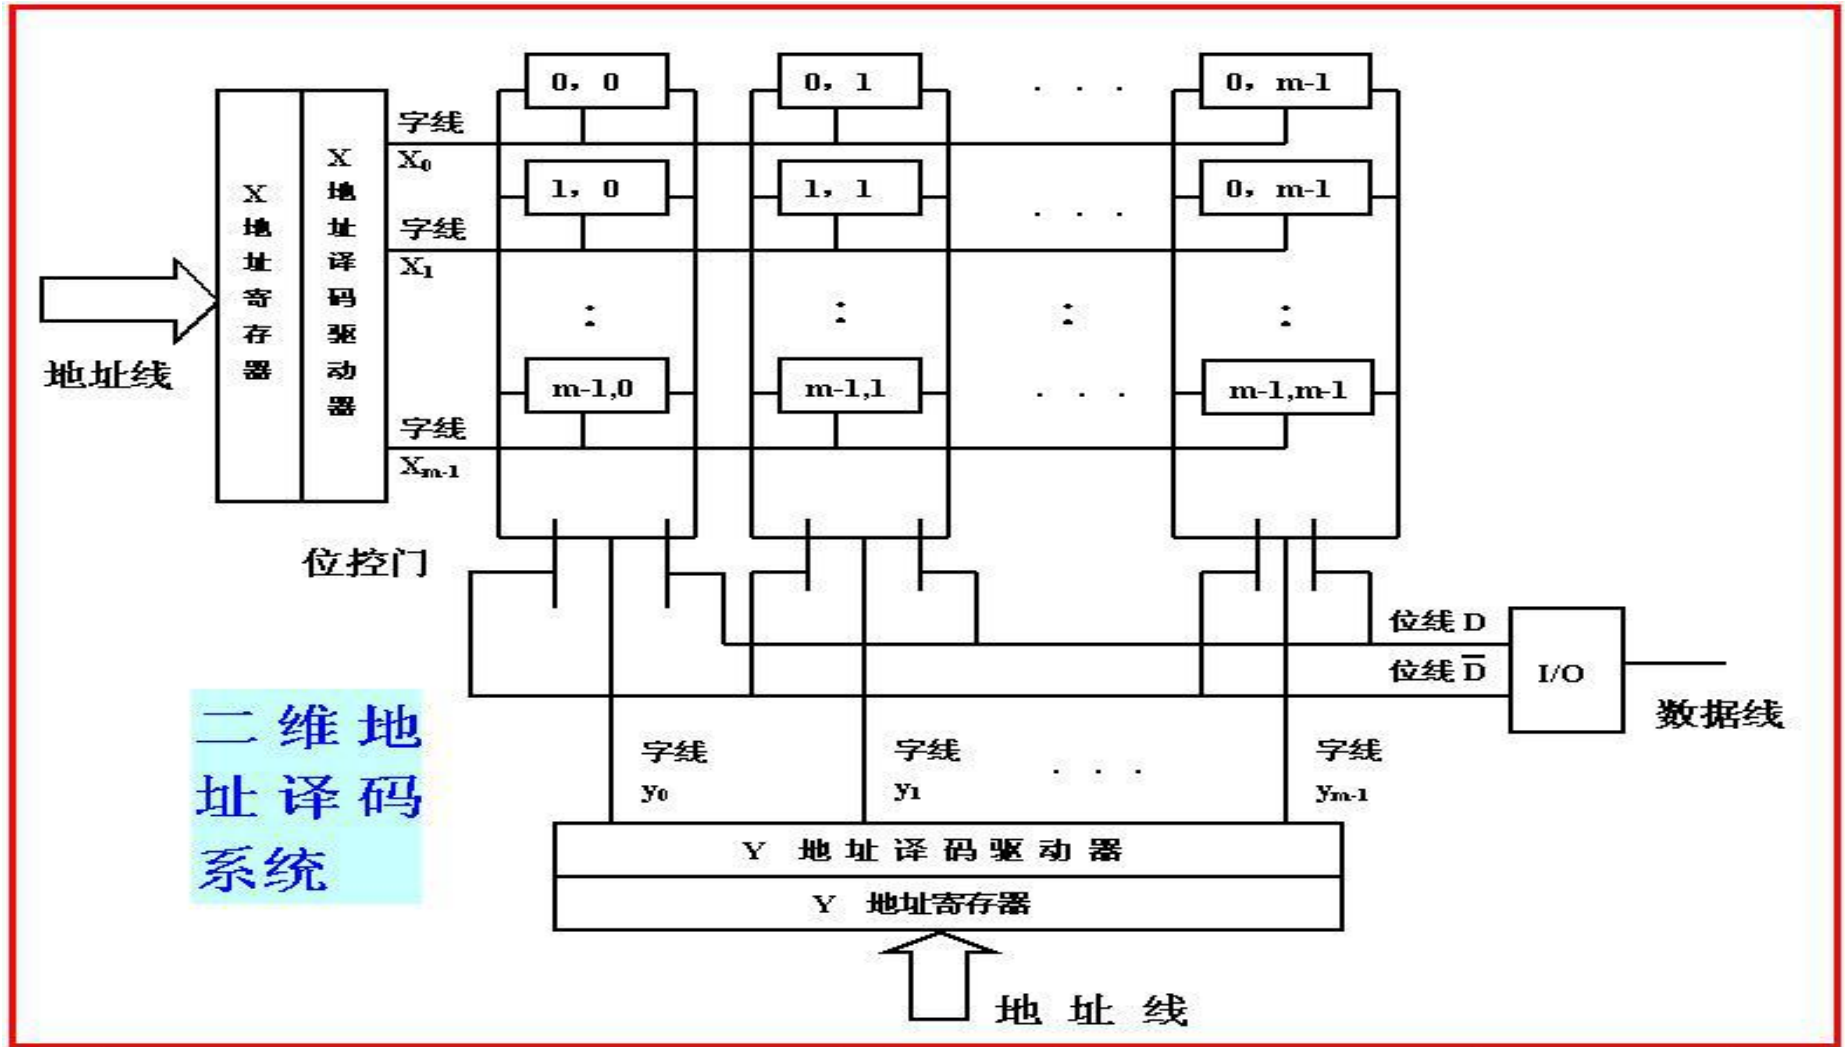 0，0
0，1
. . .
0，m-1
字线
X0
1，0
1，1
. . .
0，m-1
字线
X1
X地址寄存器
X地址译码驱动器
地址线
m-1,0
m-1,1
. . .
m-1,m-1
字线
Xm-1
位控门
位线 D
位线 D̅
I/O
数据线
二维地
址译码
系统
字线
y0
字线
y1
. . .
字线
ym-1
Y 地址译码驱动器
Y 地址寄存器
地址线